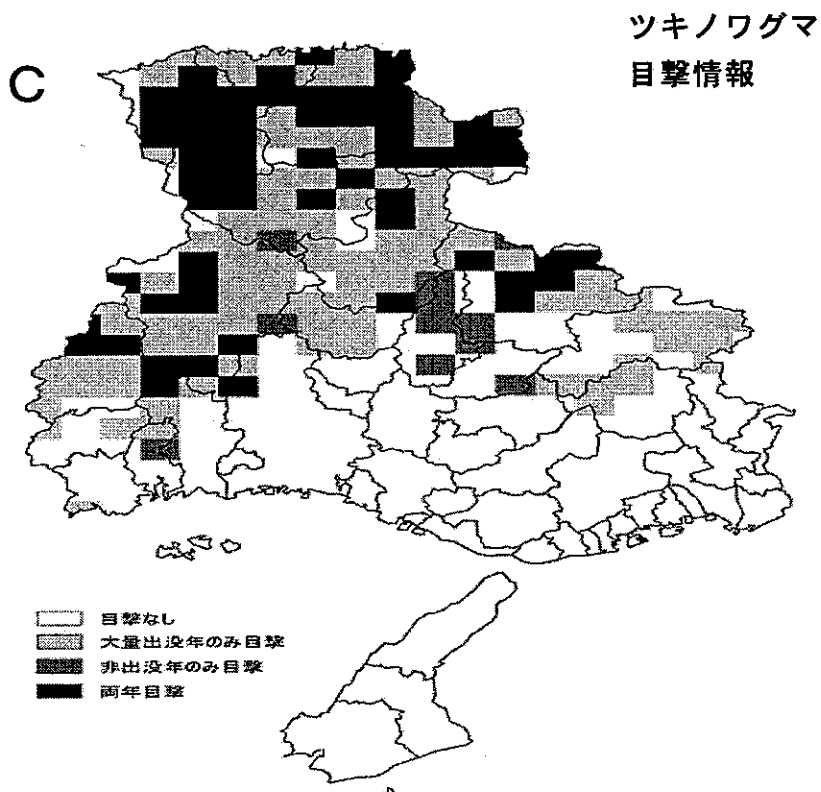 ツキノワグマ
目撃情報
C
目撃なし
大量出没年のみ目撃
非出没年のみ目撃
両年目撃